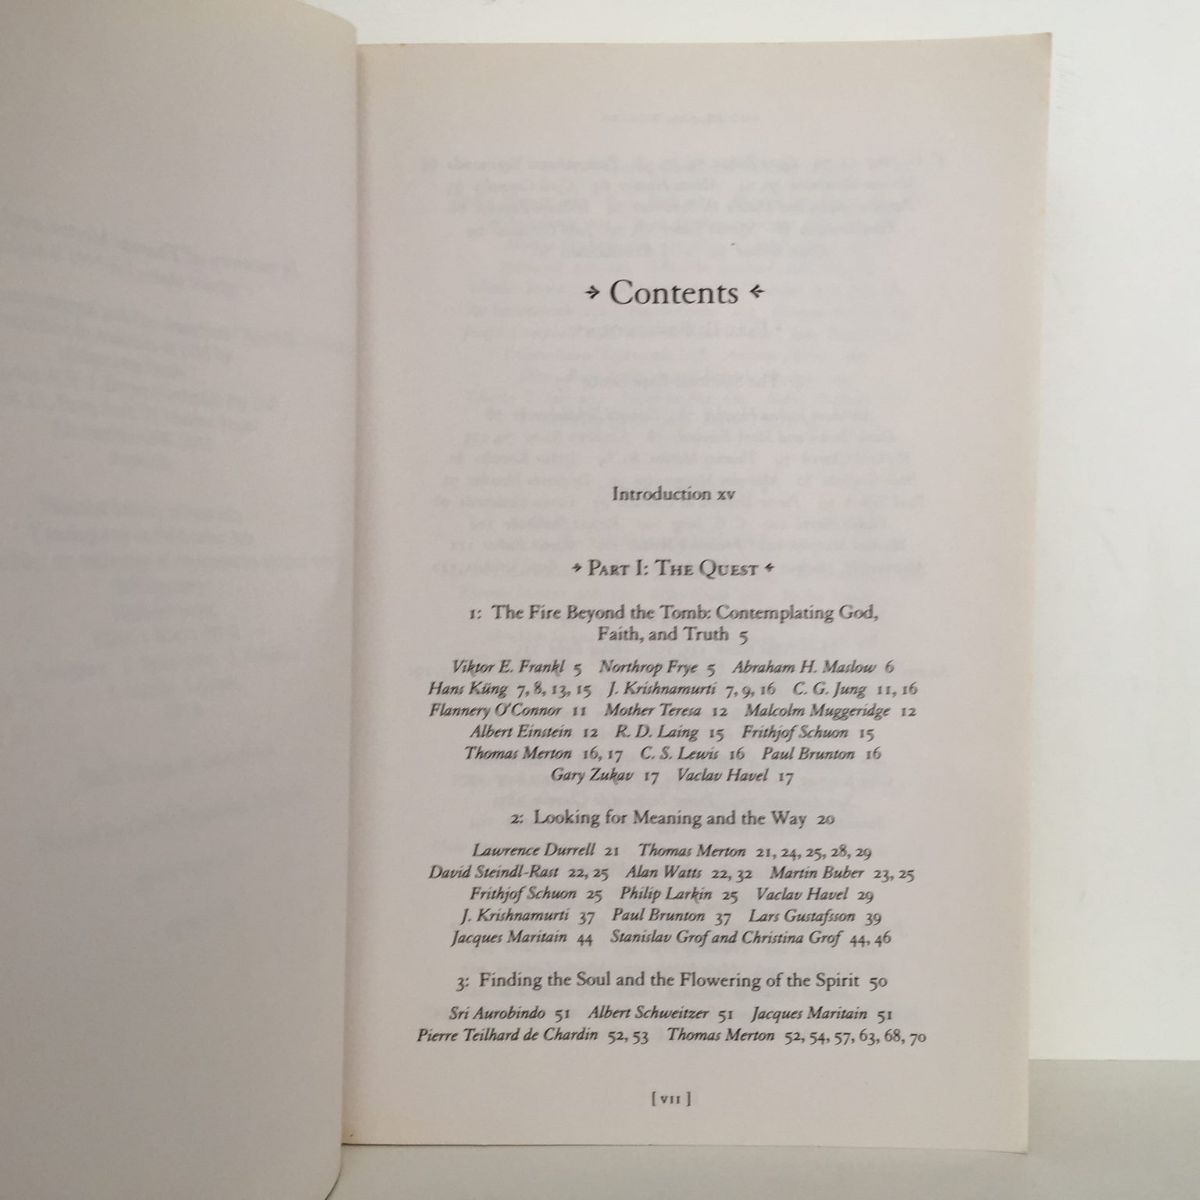 → Contents ←
Introduction xv
→ Part I: The Quest ←
1: The Fire Beyond the Tomb: Contemplating God,
Faith, and Truth 5
Viktor E. Frankl 5 Northrop Frye 5 Abraham H. Maslow 6
Hans Küng 7, 8, 13, 15 J. Krishnamurti 7, 9, 16 C. G. Jung 11, 16
Flannery O'Connor 11 Mother Teresa 12 Malcolm Muggeridge 12
Albert Einstein 12 R. D. Laing 15 Frithjof Schuon 15
Thomas Merton 16, 17 C. S. Lewis 16 Paul Brunton 16
Gary Zukav 17 Vaclav Havel 17
2: Looking for Meaning and the Way 20
Lawrence Durrell 21 Thomas Merton 21, 24, 25, 28, 29
David Steindl-Rast 22, 25 Alan Watts 22, 32 Martin Buber 23, 25
Frithjof Schuon 25 Philip Larkin 25 Vaclav Havel 29
J. Krishnamurti 37 Paul Brunton 37 Lars Gustafsson 39
Jacques Maritain 44 Stanislav Grof and Christina Grof 44, 46
3: Finding the Soul and the Flowering of the Spirit 50
Sri Aurobindo 51 Albert Schweitzer 51 Jacques Maritain 51
Pierre Teilhard de Chardin 52, 53 Thomas Merton 52, 54, 57, 63, 68, 70
[ VII ]